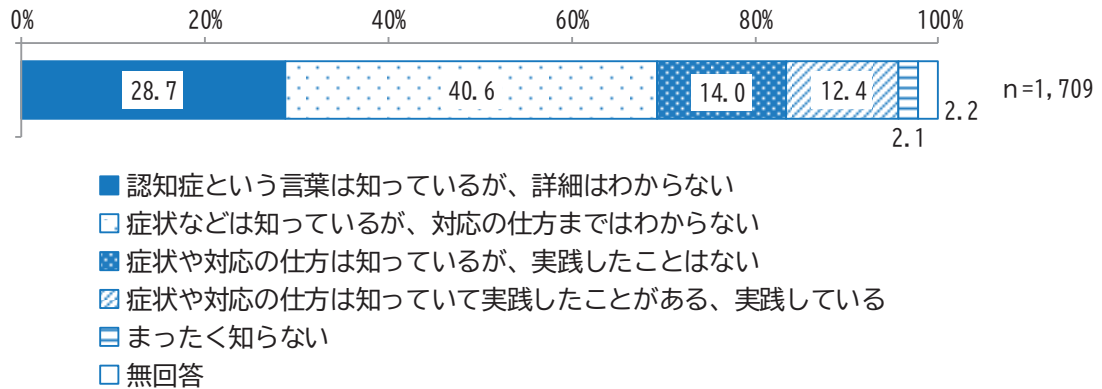 0% 20% 40% 60% 80% 100%
28.7 40.6 14.0 12.4 n=1,709
2.2
2.1
認知症という言葉は知っているが、詳細はわからない
症状などは知っているが、対応の仕方まではわからない
症状や対応の仕方は知っているが、実践したことはない
症状や対応の仕方は知っていて実践したことがある、実践している
まったく知らない
無回答